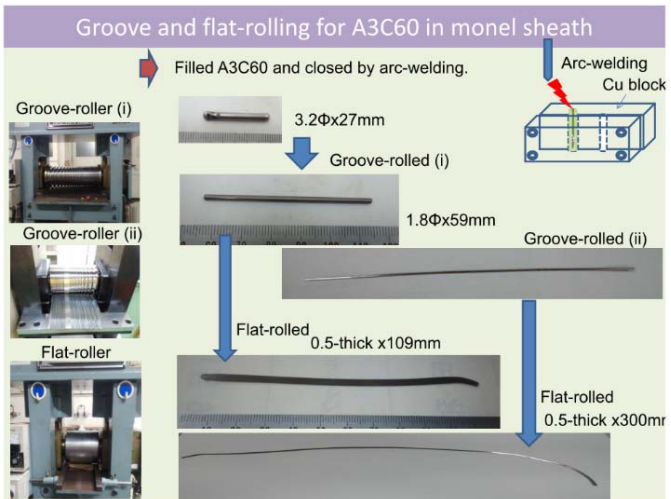 Groove and flat-rolling for A3C60 in monel sheath
Filled A3C60 and closed by arc-welding.
Arc-welding
Cu block
Groove-roller (i)
3.2Φx27mm
Groove-rolled (i)
1.8Φx59mm
Groove-roller (ii)
Groove-rolled (ii)
Flat-rolled
0.5-thick x109mm
Flat-roller
Flat-rolled
0.5-thick x300mm